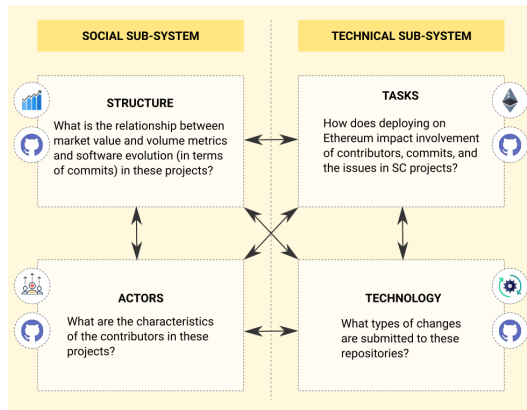 SOCIAL SUB-SYSTEM
TECHNICAL SUB-SYSTEM
STRUCTURE
What is the relationship between
market value and volume metrics
and software evolution (in terms
of commits) in these projects?
TASKS
How does deploying on
Ethereum impact involvement
of contributors, commits, and
the issues in SC projects?
ACTORS
What are the characteristics
of the contributors in these
projects?
TECHNOLOGY
What types of changes
are submitted to these
repositories?